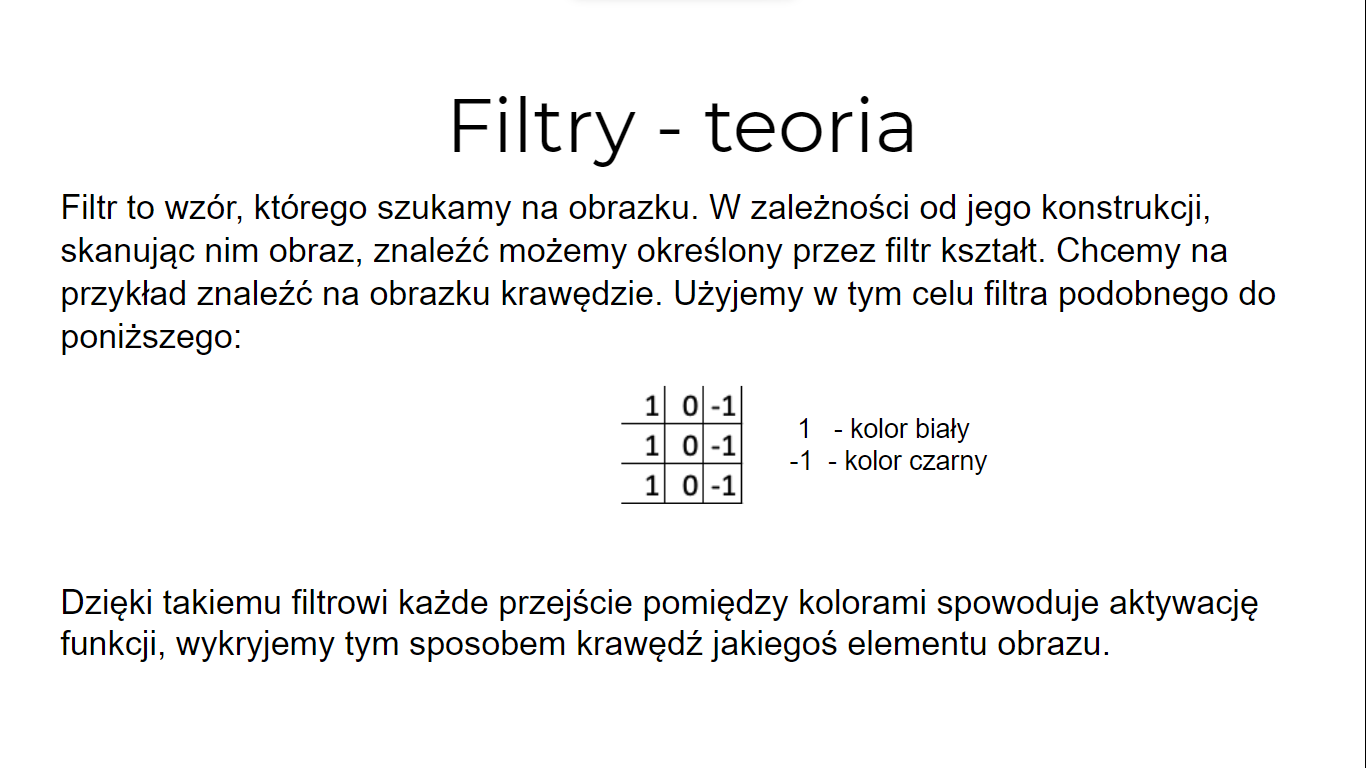 Filtry - teoria
Filtr to wzór, którego szukamy na obrazku. W zależności od jego konstrukcji,
skanując nim obraz, znaleźć możemy określony przez filtr kształt. Chcemy na
przykład znaleźć na obrazku krawędzie. Użyjemy w tym celu filtra podobnego do
poniższego:
1 0 -1
1 0 -1
1 0 -1
1 - kolor biały
-1 - kolor czarny
Dzięki takiemu filtrowi każde przejście pomiędzy kolorami spowoduje aktywację
funkcji, wykryjemy tym sposobem krawędź jakiegoś elementu obrazu.